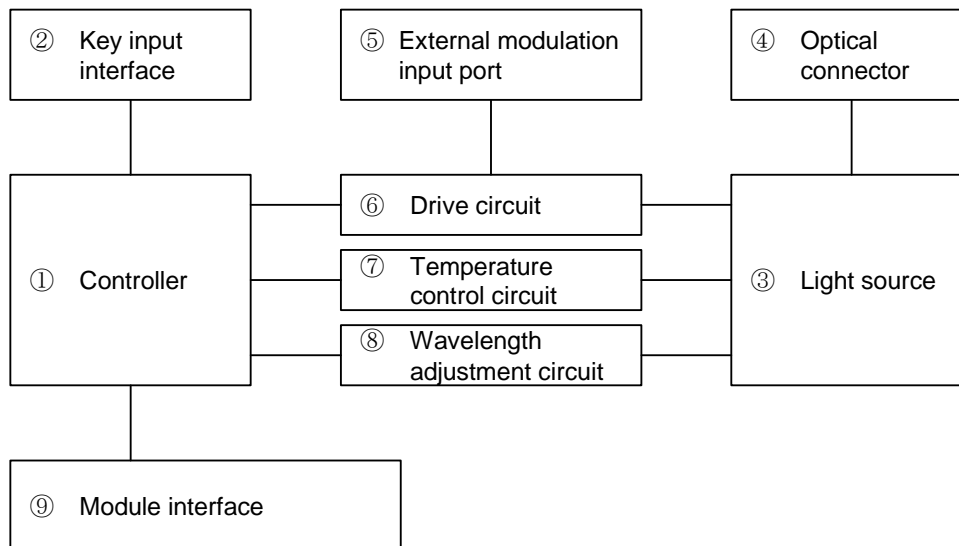 ② Key input
interface
⑤ External modulation
input port
④ Optical
connector
① Controller
⑥ Drive circuit
⑦ Temperature
control circuit
⑧ Wavelength
adjustment circuit
③ Light source
⑨ Module interface